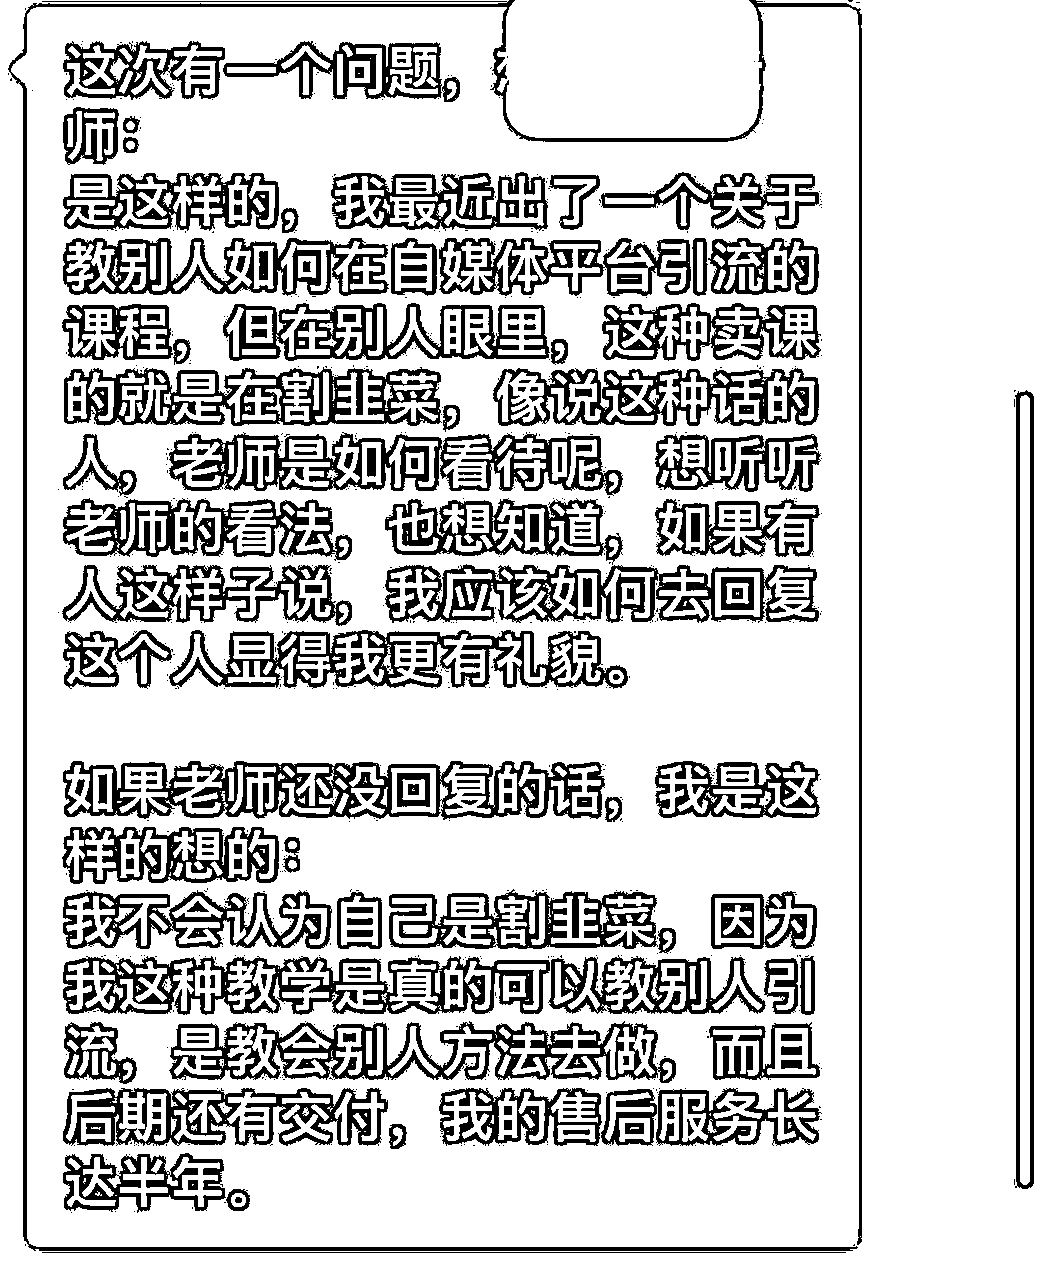 这次有一个问题，
师：
是这样的，我最近出了一个关于
教别人如何在自媒体平台引流的
课程，但在别人眼里，这种卖课
的就是在割韭菜，像说这种话的
人，老师是如何看待呢，想听听
老师的看法，也想知道，如果有
人这样子说，我应该如何去回复
这个人显得我更有礼貌。
如果老师还没回复的话，我是这
样的想的：
我不会认为自己是割韭菜，因为
我这种教学是真的可以教别人引
流，是教会别人方法去做，而且
后期还有交付，我的售后服务长
达半年。